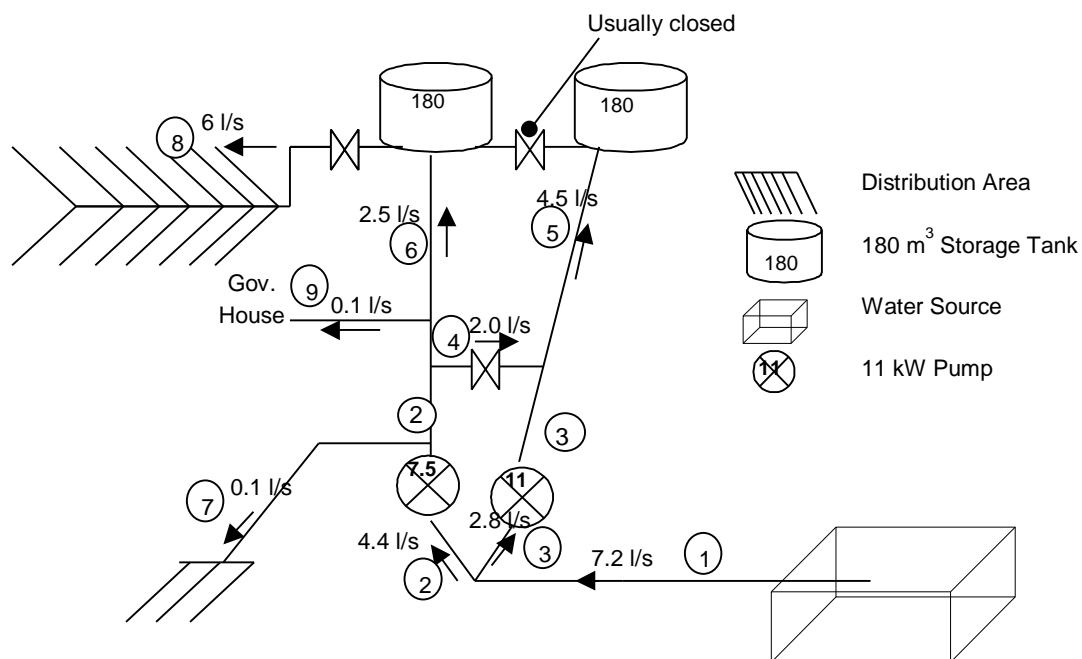 Usually closed
180
180
6 l/s
8
4.5 l/s
5
2.5 l/s
6
Distribution Area
180 m³ Storage Tank
180
Water Source
11
11 kW Pump
Gov.
House
9
0.1 l/s
4
2.0 l/s
2
3
7.5
11
7
0.1 l/s
2.8 l/s
4.4 l/s
3
2
7.2 l/s
1